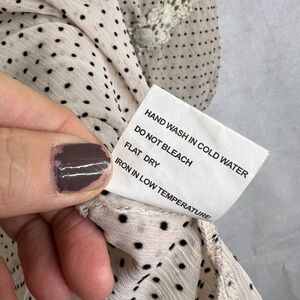 HAND WASH IN COLD WATER
DO NOT BLEACH
FLAT DRY
IRON IN LOW TEMPERATURE